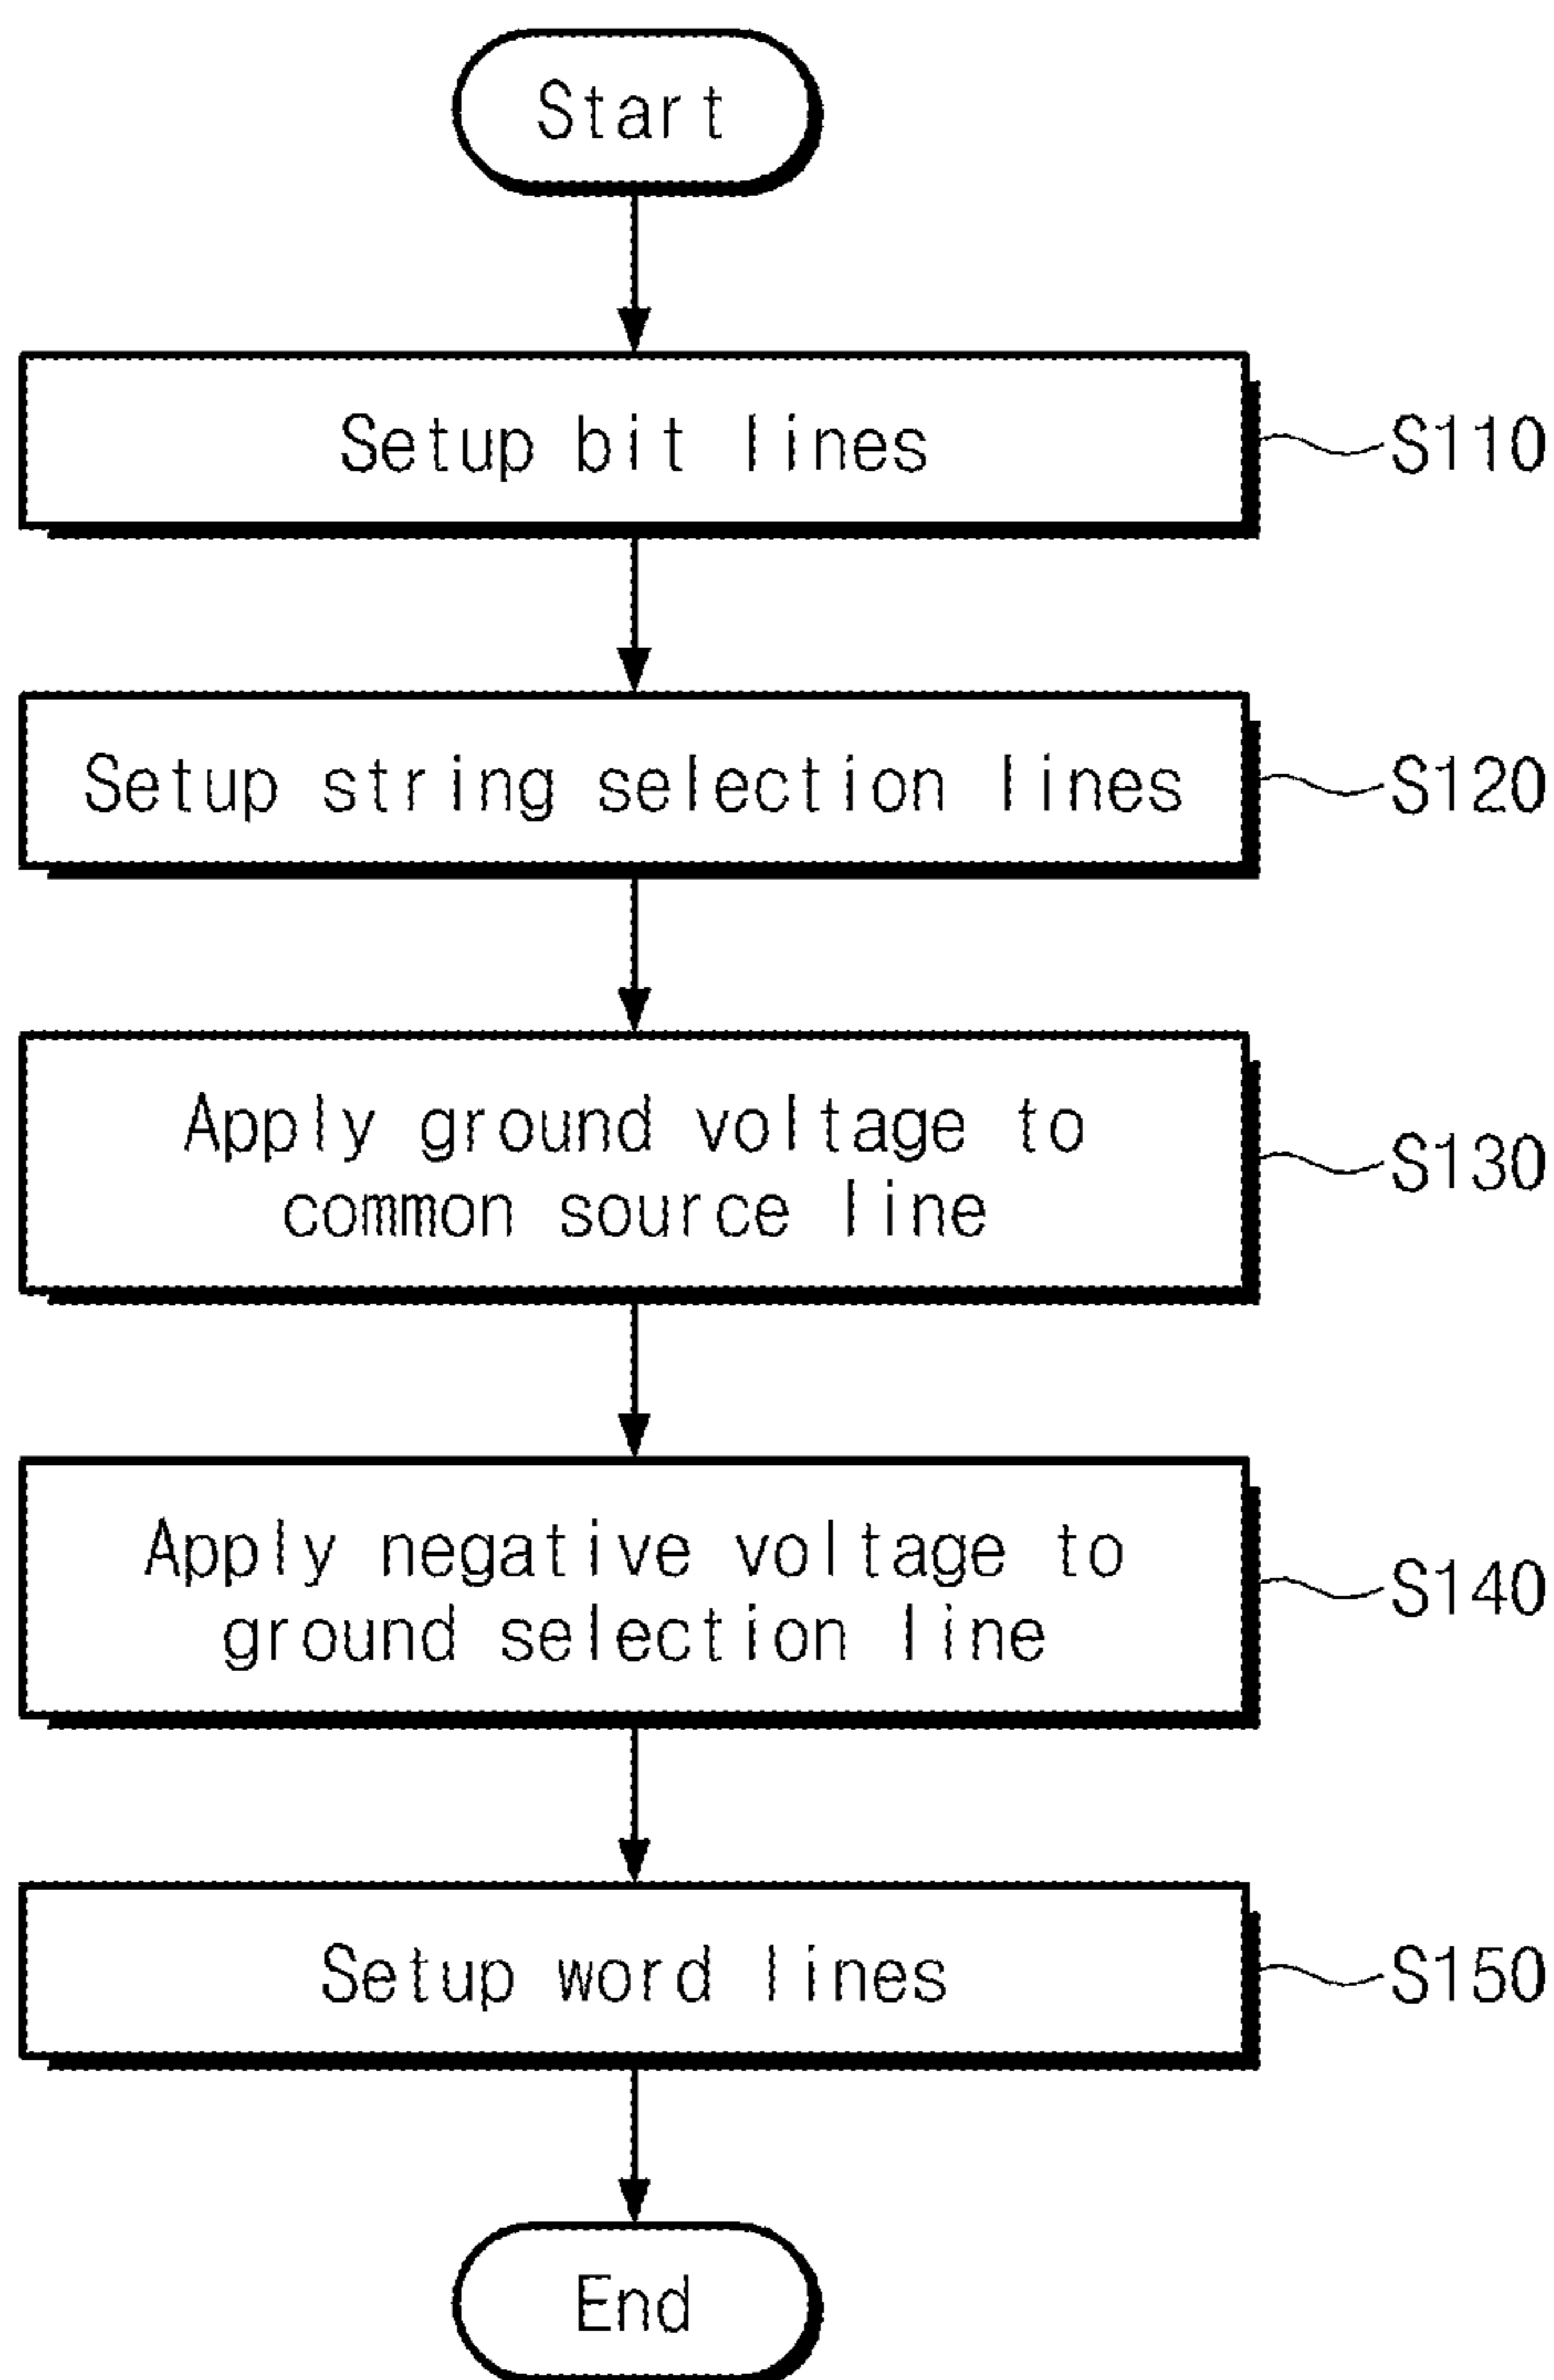 Start
Setup bit lines
S110
Setup string selection lines
S120
Apply ground voltage to
common source line
S130
Apply negative voltage to
ground selection line
S140
Setup word lines
S150
End